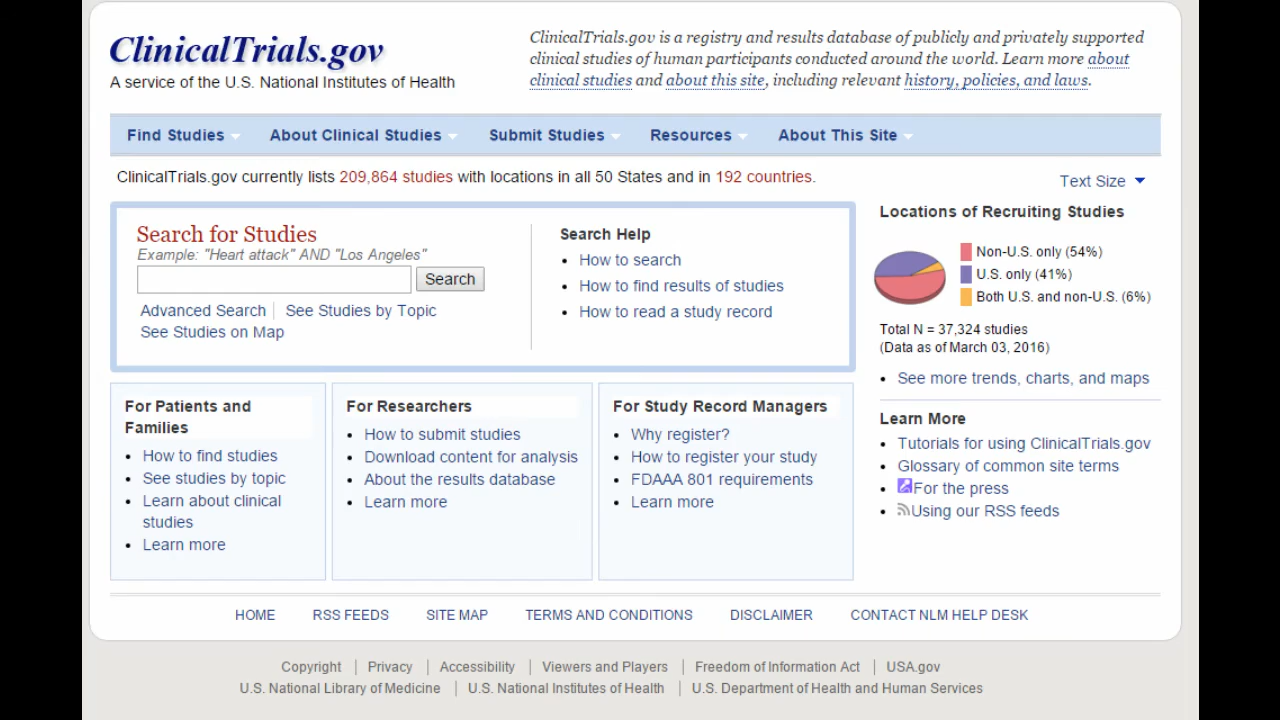 ClinicalTrials.gov
A service of the U.S. National Institutes of Health
ClinicalTrials.gov is a registry and results database of publicly and privately supported
clinical studies of human participants conducted around the world. Learn more about
clinical studies and about this site, including relevant history, policies, and laws.
Find Studies
About Clinical Studies
Submit Studies
Resources
About This Site
ClinicalTrials.gov currently lists 209,864 studies with locations in all 50 States and in 192 countries.
Text Size
Search for Studies
Example: "Heart attack" AND "Los Angeles"
Search
Advanced Search
See Studies by Topic
See Studies on Map
Search Help
How to search
How to find results of studies
How to read a study record
Locations of Recruiting Studies
Non-U.S. only (54%)
U.S. only (41%)
Both U.S. and non-U.S. (6%)
Total N = 37,324 studies
(Data as of March 03, 2016)
See more trends, charts, and maps
For Patients and
Families
How to find studies
See studies by topic
Learn about clinical
studies
Learn more
For Researchers
How to submit studies
Download content for analysis
About the results database
Learn more
For Study Record Managers
Why register?
How to register your study
FDAAA 801 requirements
Learn more
Learn More
Tutorials for using ClinicalTrials.gov
Glossary of common site terms
For the press
Using our RSS feeds
HOME
RSS FEEDS
SITE MAP
TERMS AND CONDITIONS
DISCLAIMER
CONTACT NLM HELP DESK
Copyright
Privacy
Accessibility
Viewers and Players
Freedom of Information Act
USA.gov
U.S. National Library of Medicine
U.S. National Institutes of Health
U.S. Department of Health and Human Services